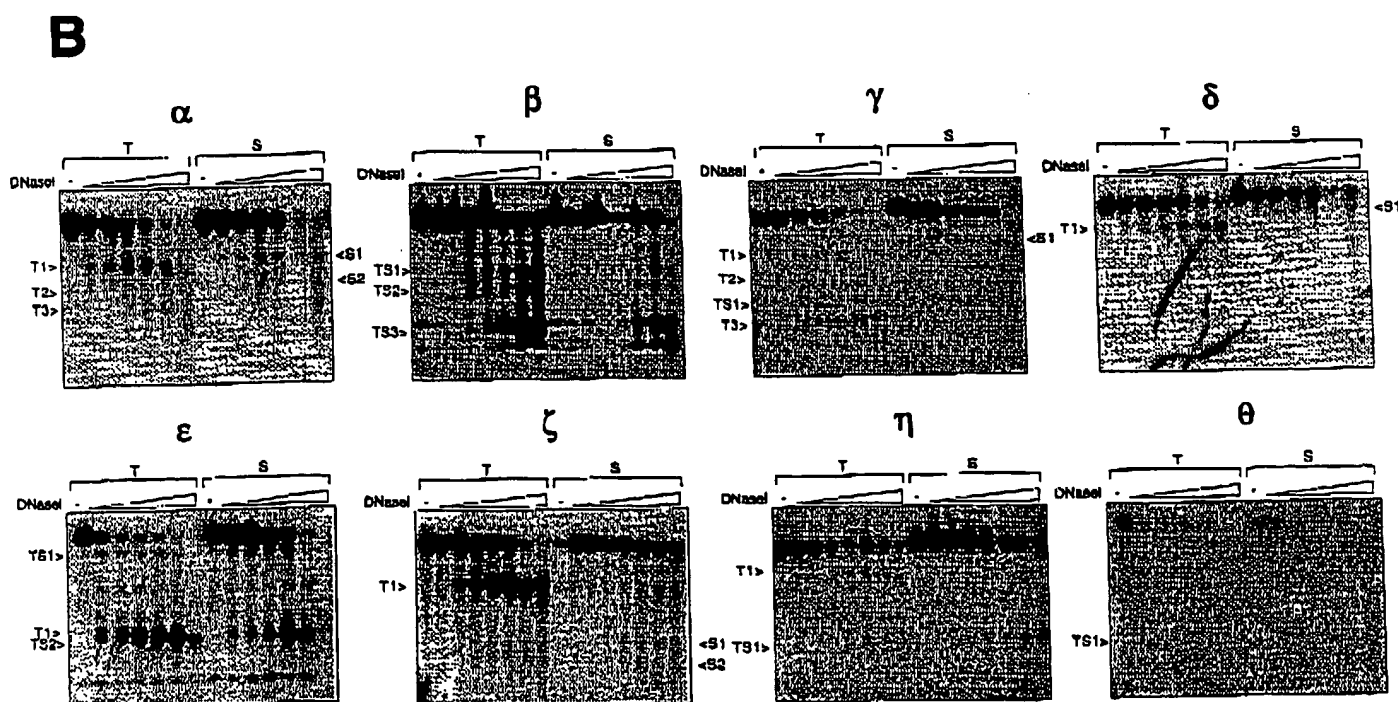 B
α
β
γ
δ
T S
T S
T S
T S
DNaseI - -
DNaseI - -
DNaseI - -
DNaseI - -
T1>
T2>
T3>
<S1
<S2
TS1>
TS2>
TS3>
T1>
T2>
TS1>
T3>
<S1
T1>
<S1
ε
ζ
η
θ
T S
T S
T S
T S
DNaseI - -
DNaseI - -
DNaseI - -
DNaseI - -
TS1>
T1>
TS2>
T1>
<S1
<S2
T1>
TS1>
TS1>